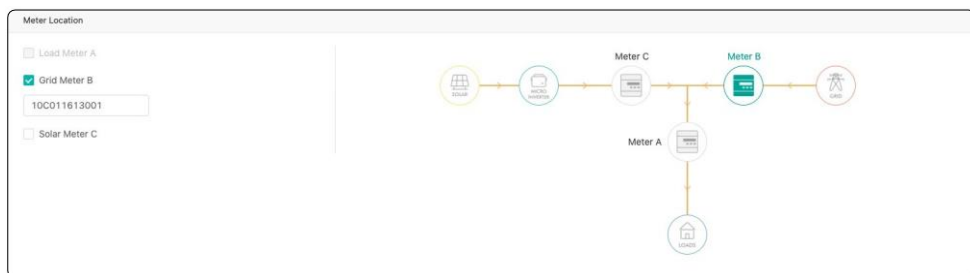 Meter Location
Load Meter A
Grid Meter B
10C011613001
Solar Meter C
Meter C
Meter B
SOLAR
MICRO
INVERTER
GRID
Meter A
LOADS